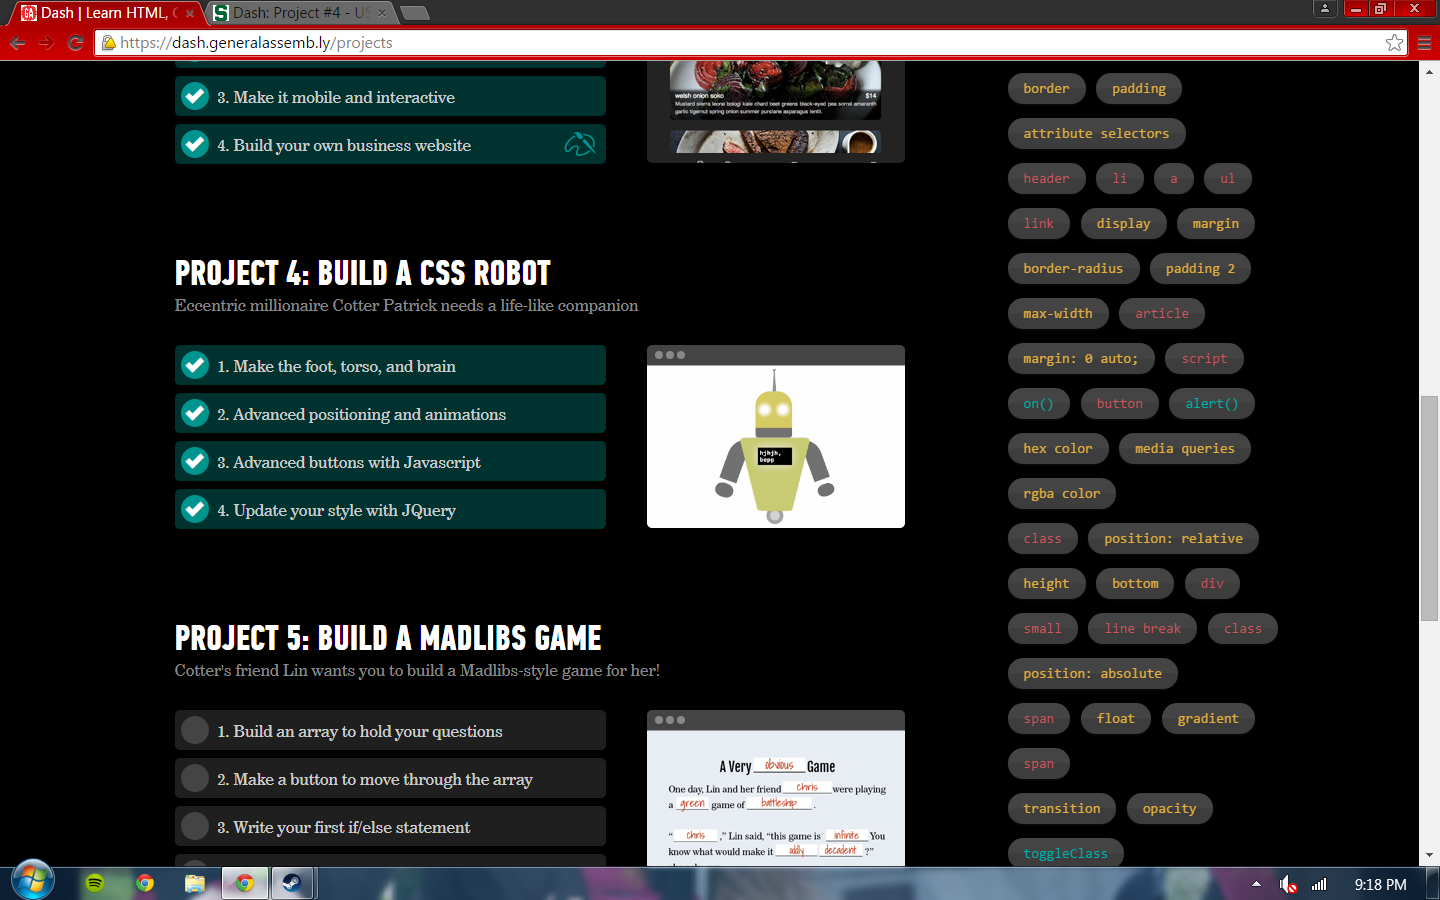 Dash | Learn HTML, C
Dash: Project #4 - US
https://dash.generalassemb.ly/projects
3. Make it mobile and interactive
4. Build your own business website
welsh onion soko $14
Mustard sierra leone bologi kale chard beet greens black-eyed pea sorrel amaranth
garlic tigernut spring onion summer purslane asparagus lentil.
PROJECT 4: BUILD A CSS ROBOT
Eccentric millionaire Cotter Patrick needs a life-like companion
1. Make the foot, torso, and brain
2. Advanced positioning and animations
3. Advanced buttons with Javascript
4. Update your style with JQuery
hjhjh,
bepp
PROJECT 5: BUILD A MADLIBS GAME
Cotter's friend Lin wants you to build a Madlibs-style game for her!
1. Build an array to hold your questions
2. Make a button to move through the array
3. Write your first if/else statement
A Very obvious Game
One day, Lin and her friend chris were playing
a green game of battleship .
“ chris ,” Lin said, “this game is infinite You
know what would make it oddly decadent ?”
border padding
attribute selectors
header li a ul
link display margin
border-radius padding 2
max-width article
margin: 0 auto; script
on() button alert()
hex color media queries
rgba color
class position: relative
height bottom div
small line break class
position: absolute
span float gradient
span
transition opacity
toggleClass
9:18 PM